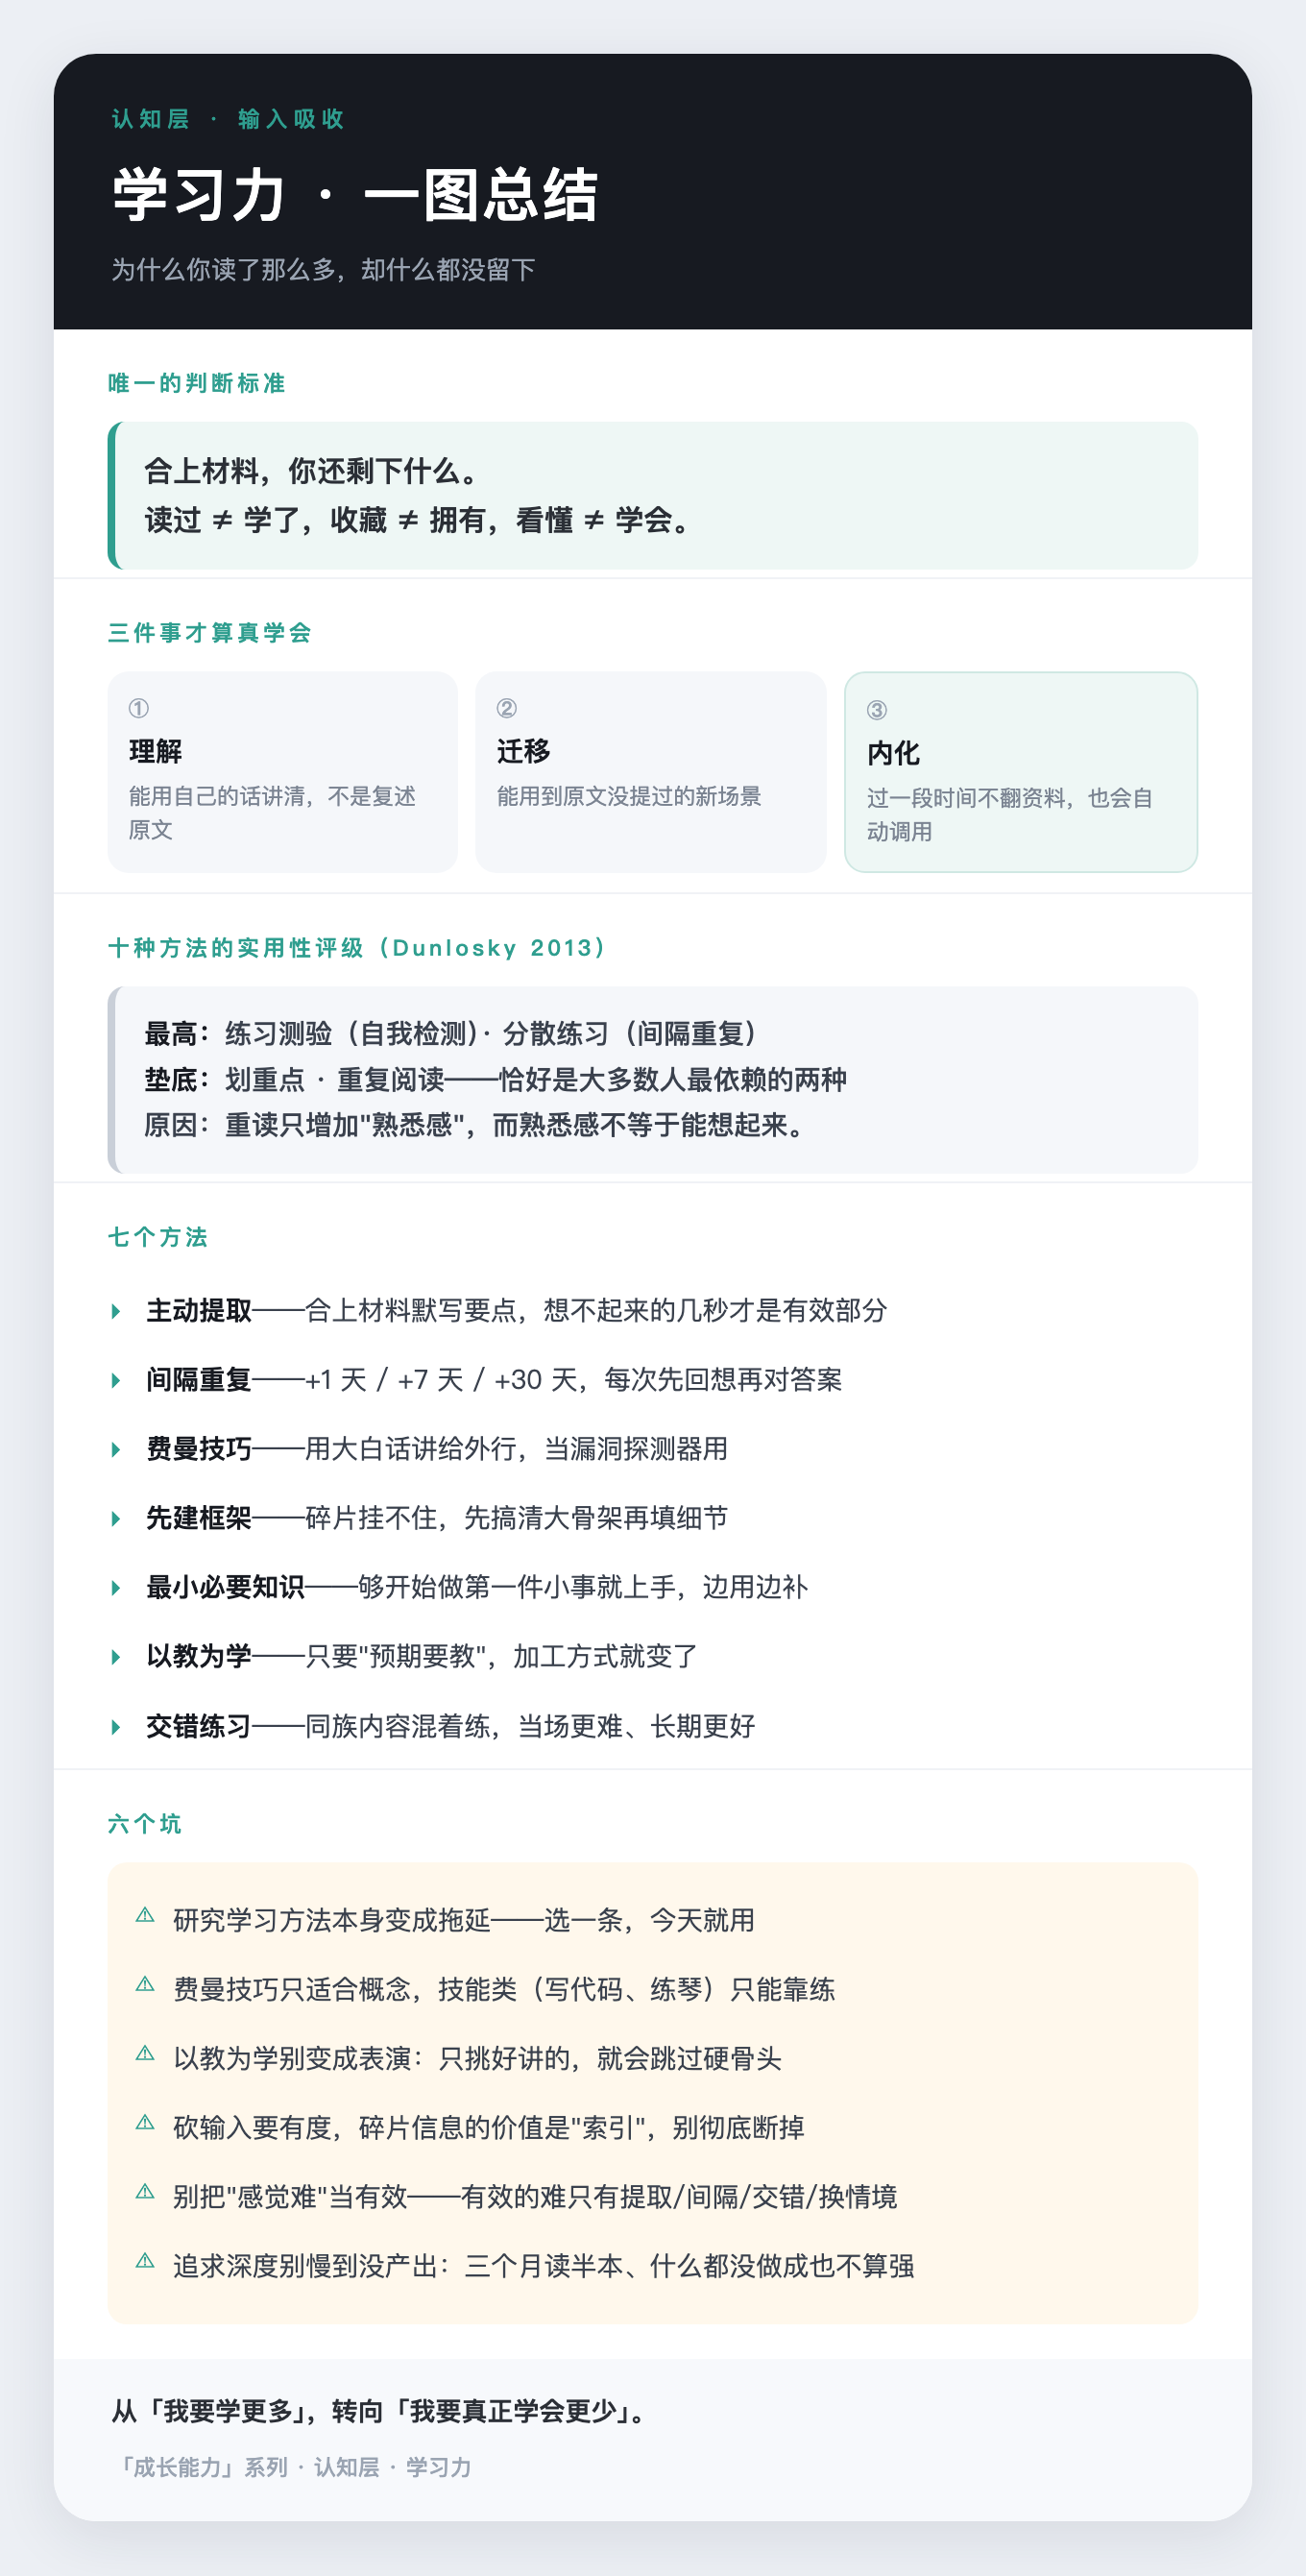 认知层 · 输入吸收
学习力 · 一图总结
为什么你读了那么多，却什么都没留下
唯一的判断标准
合上材料，你还剩下什么。
读过 ≠ 学了，收藏 ≠ 拥有，看懂 ≠ 学会。
三件事才算真学会
①
理解
能用自己的话讲清，不是复述
原文
②
迁移
能用到原文没提过的新场景
③
内化
过一段时间不翻资料，也会自
动调用
十种方法的实用性评级（Dunlosky 2013）
最高：练习测验（自我检测）· 分散练习（间隔重复）
垫底：划重点 · 重复阅读——恰好是大多数人最依赖的两种
原因：重读只增加"熟悉感"，而熟悉感不等于能想起来。
七个方法
主动提取——合上材料默写要点，想不起来的几秒才是有效部分
间隔重复——+1 天 / +7 天 / +30 天，每次先回想再对答案
费曼技巧——用大白话讲给外行，当漏洞探测器用
先建框架——碎片挂不住，先搞清大骨架再填细节
最小必要知识——够开始做第一件小事就上手，边用边补
以教为学——只要"预期要教"，加工方式就变了
交错练习——同族内容混着练，当场更难、长期更好
六个坑
⚠ 研究学习方法本身变成拖延——选一条，今天就用
⚠ 费曼技巧只适合概念，技能类（写代码、练琴）只能靠练
⚠ 以教为学别变成表演：只挑好讲的，就会跳过硬骨头
⚠ 砍输入要有度，碎片信息的价值是"索引"，别彻底断掉
⚠ 别把"感觉难"当有效——有效的难只有提取/间隔/交错/换情境
⚠ 追求深度别慢到没产出：三个月读半本、什么都没做成也不算强
从「我要学更多」，转向「我要真正学会更少」。
「成长能力」系列 · 认知层 · 学习力